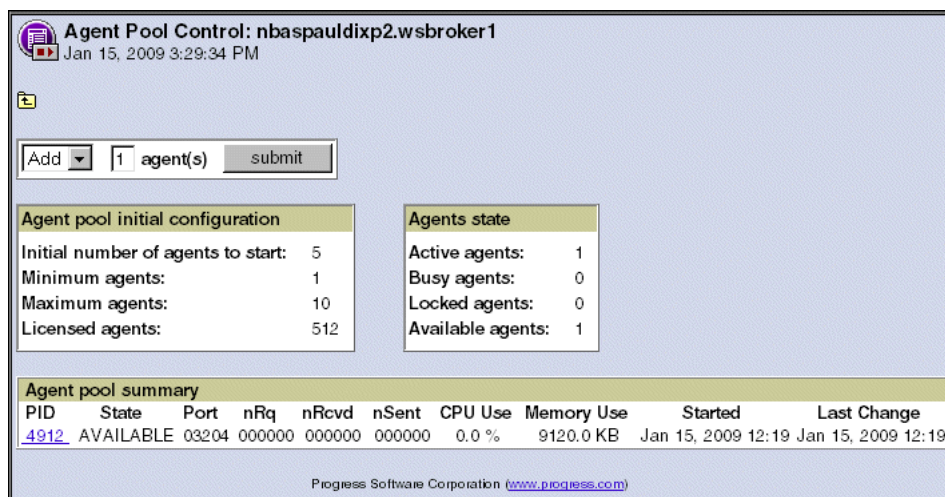 Agent Pool Control: nbaspauldixp2.wsbroker1
Jan 15, 2009 3:29:34 PM
Add 1 agent(s) submit
Agent pool initial configuration
Initial number of agents to start: 5
Minimum agents: 1
Maximum agents: 10
Licensed agents: 512
Agents state
Active agents: 1
Busy agents: 0
Locked agents: 0
Available agents: 1
Agent pool summary
PID State Port nRq nRcvd nSent CPU Use Memory Use Started Last Change
4912 AVAILABLE 03204 000000 000000 000000 0.0 % 9120.0 KB Jan 15, 2009 12:19 Jan 15, 2009 12:19
Progress Software Corporation (www.progress.com)